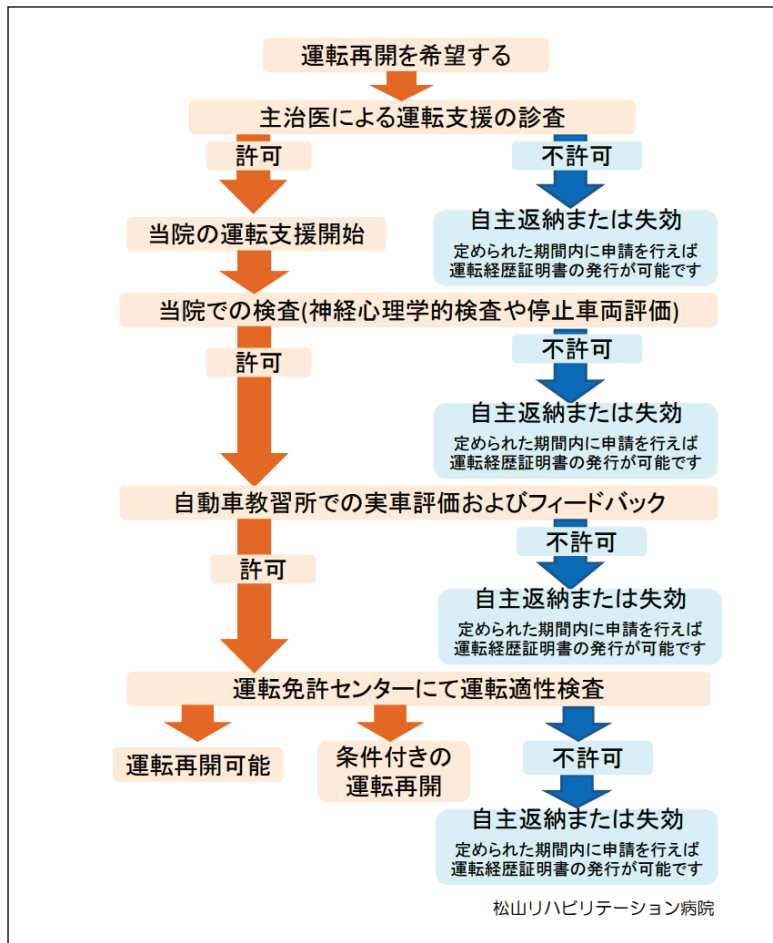 運転再開を希望する
主治医による運転支援の診査
許可
不許可
当院の運転支援開始
自主返納または失効
定められた期間内に申請を行えば
運転経歴証明書の発行が可能です
当院での検査(神経心理学的検査や停止車両評価)
許可
不許可
自主返納または失効
定められた期間内に申請を行えば
運転経歴証明書の発行が可能です
自動車教習所での実車評価およびフィードバック
許可
不許可
自主返納または失効
定められた期間内に申請を行えば
運転経歴証明書の発行が可能です
運転免許センターにて運転適性検査
運転再開可能
条件付きの
運転再開
不許可
自主返納または失効
定められた期間内に申請を行えば
運転経歴証明書の発行が可能です
松山リハビリテーション病院